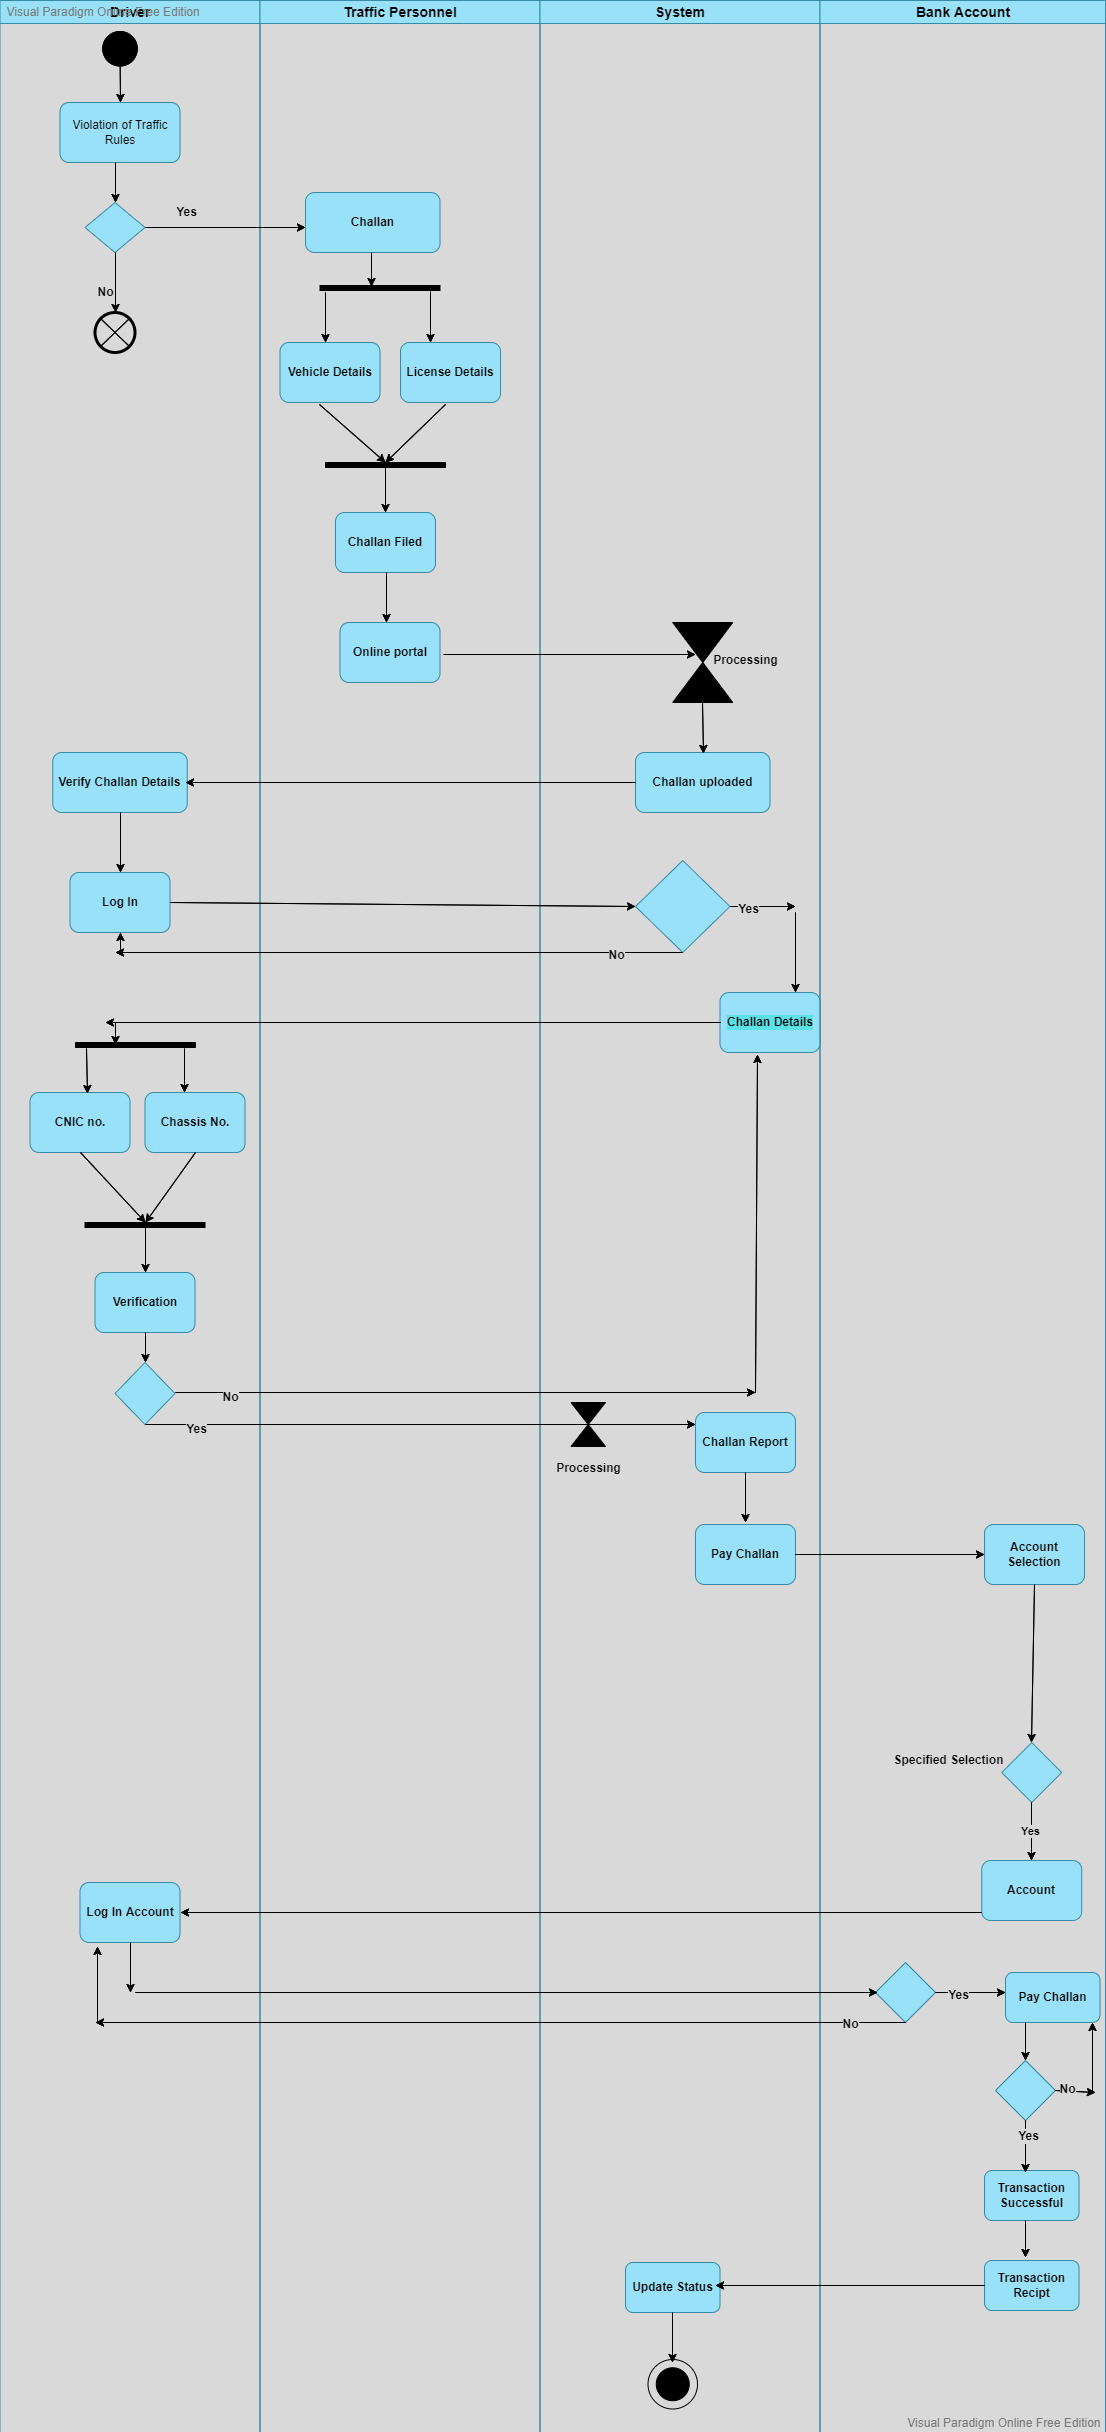 Visual Paradigm Online Free Edition
Driver
Traffic Personnel
System
Bank Account
Violation of Traffic
Rules
Yes
Challan
No
Vehicle Details
License Details
Challan Filed
Online portal
Processing
Verify Challan Details
Challan uploaded
Log In
Yes
No
Challan Details
CNIC no.
Chassis No.
Verification
No
Yes
Challan Report
Processing
Pay Challan
Account
Selection
Specified Selection
Yes
Account
Log In Account
Yes
Pay Challan
No
No
Yes
Transaction
Successful
Transaction
Recipt
Update Status
Visual Paradigm Online Free Edition